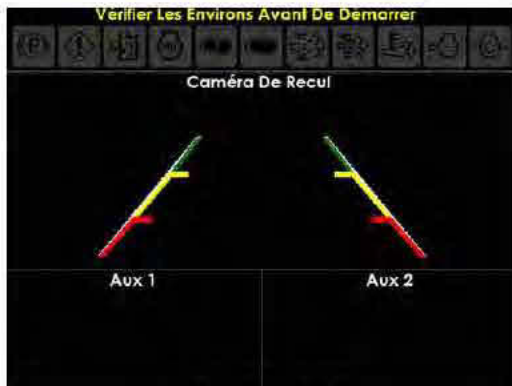 Vérifier Les Environs Avant De Démarrer
Caméra De Recul
Aux 1
Aux 2